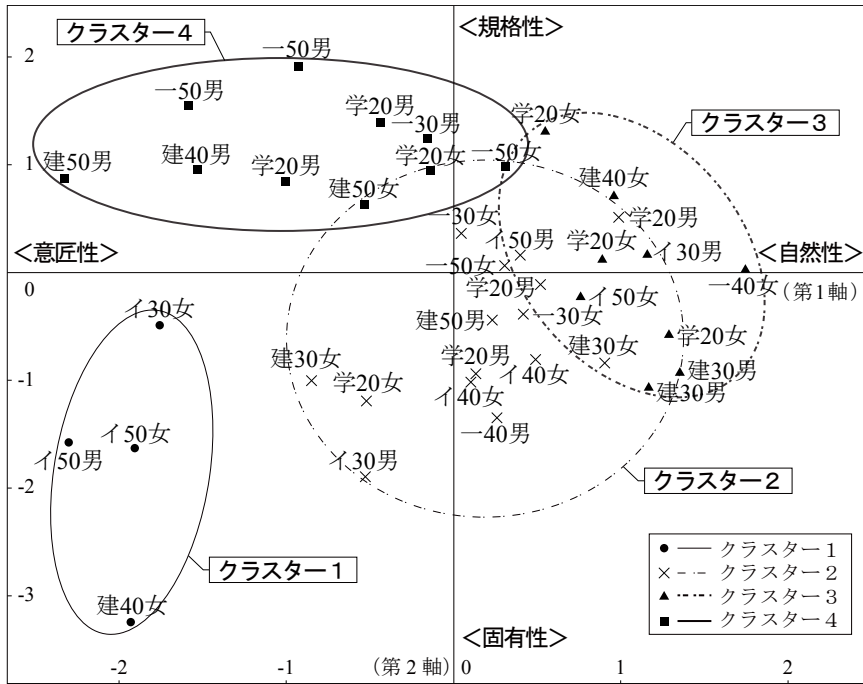 クラスター4
一50男
<規格性>
2
一50男
学20男
一30男
学20女
クラスター3
建50男
建40男
学20男
学20女
一50女
1
建50女
建40女
一30女
学20男
イ50男
学20女
イ30男
<意匠性>
一50女
<自然性>
0
学20男
イ50女
一40女
(第1軸)
イ30女
建50男
一30女
学20女
建30女
学20男
建30女
建30男
-1
学20女
イ40女
イ40女
建30男
イ50女
一40男
イ50男
イ30男
-2
クラスター2
クラスター1
クラスター1
クラスター2
-3
建40女
クラスター3
<固有性>
クラスター4
-2
-1
(第2軸)
0
1
2